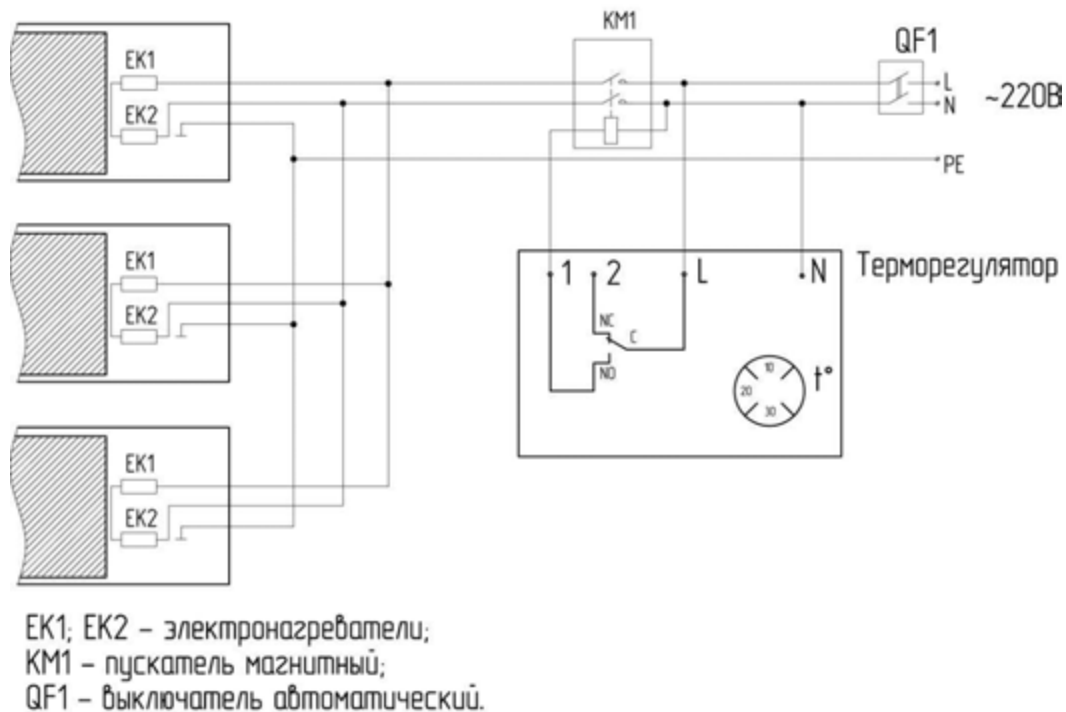 KM1
QF1
EK1
EK2
L
N
~220В
PE
EK1
EK2
1 2 L N
Терморегулятор
NC
C
NO
10
20
30
t°
EK1
EK2
EK1; EK2 – электронагреватели;
KM1 – пускатель магнитный;
QF1 – выключатель автоматический.